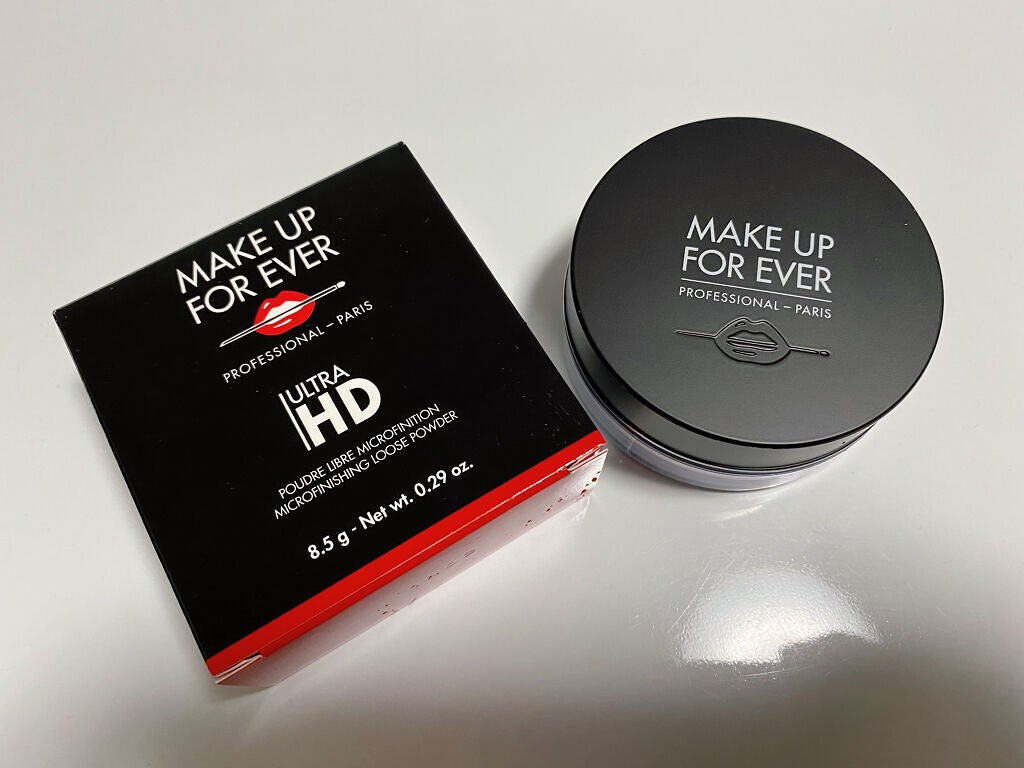 MAKE UP
FOR EVER
PROFESSIONAL – PARIS
ULTRA
HD
POUDRE LIBRE MICROFINITION
MICROFINISHING LOOSE POWDER
8.5 g - Net wt. 0.29 oz.
MAKE UP
FOR EVER
PROFESSIONAL – PARIS